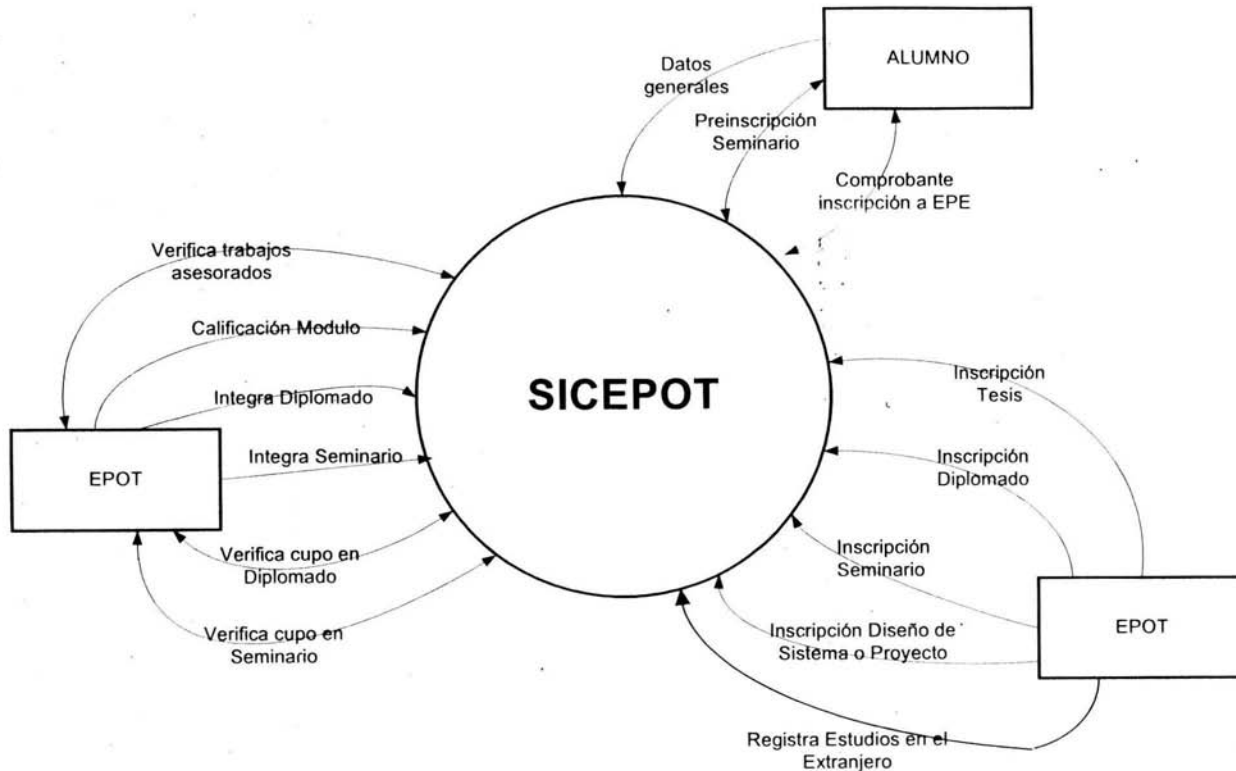 ALUMNO
Datos
generales
Preinscripción
Seminario
Comprobante
inscripción a EPE
Verifica trabajos
asesorados
Calificación Modulo
Integra Diplomado
Integra Seminario
EPOT
Verifica cupo en
Diplomado
Verifica cupo en
Seminario
SICEPOT
Inscripción
Tesis
Inscripción
Diplomado
Inscripción
Seminario
Inscripción Diseño de
Sistema o Proyecto
EPOT
Registra Estudios en el
Extranjero